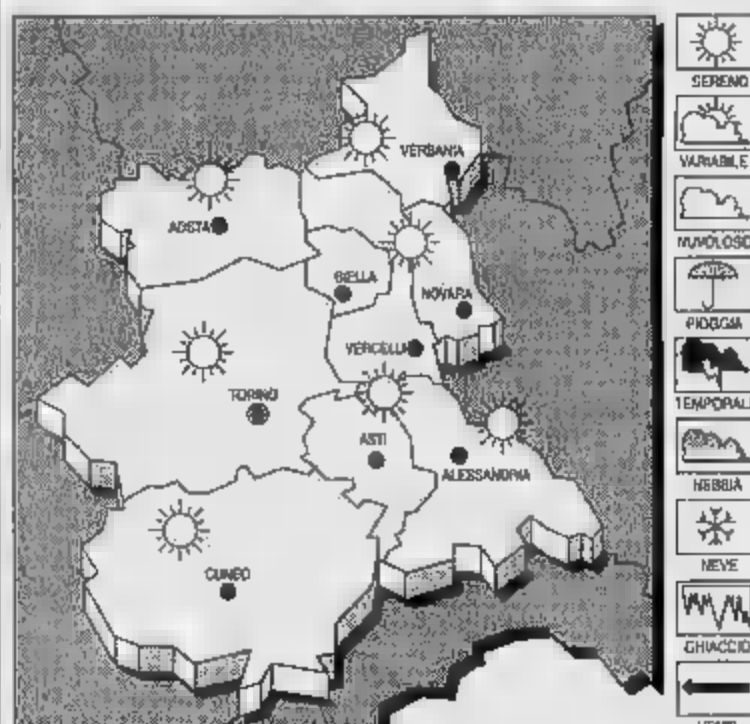 VERBANIA
AOSTA
BIELLA
NOVARA
VERCELLI
TORINO
ASTI
ALESSANDRIA
CUNEO
SERENO
VARIABILE
NUVOLOSO
PIOGGIA
TEMPORALI
NEBBIA
NEVE
GHIACCIO